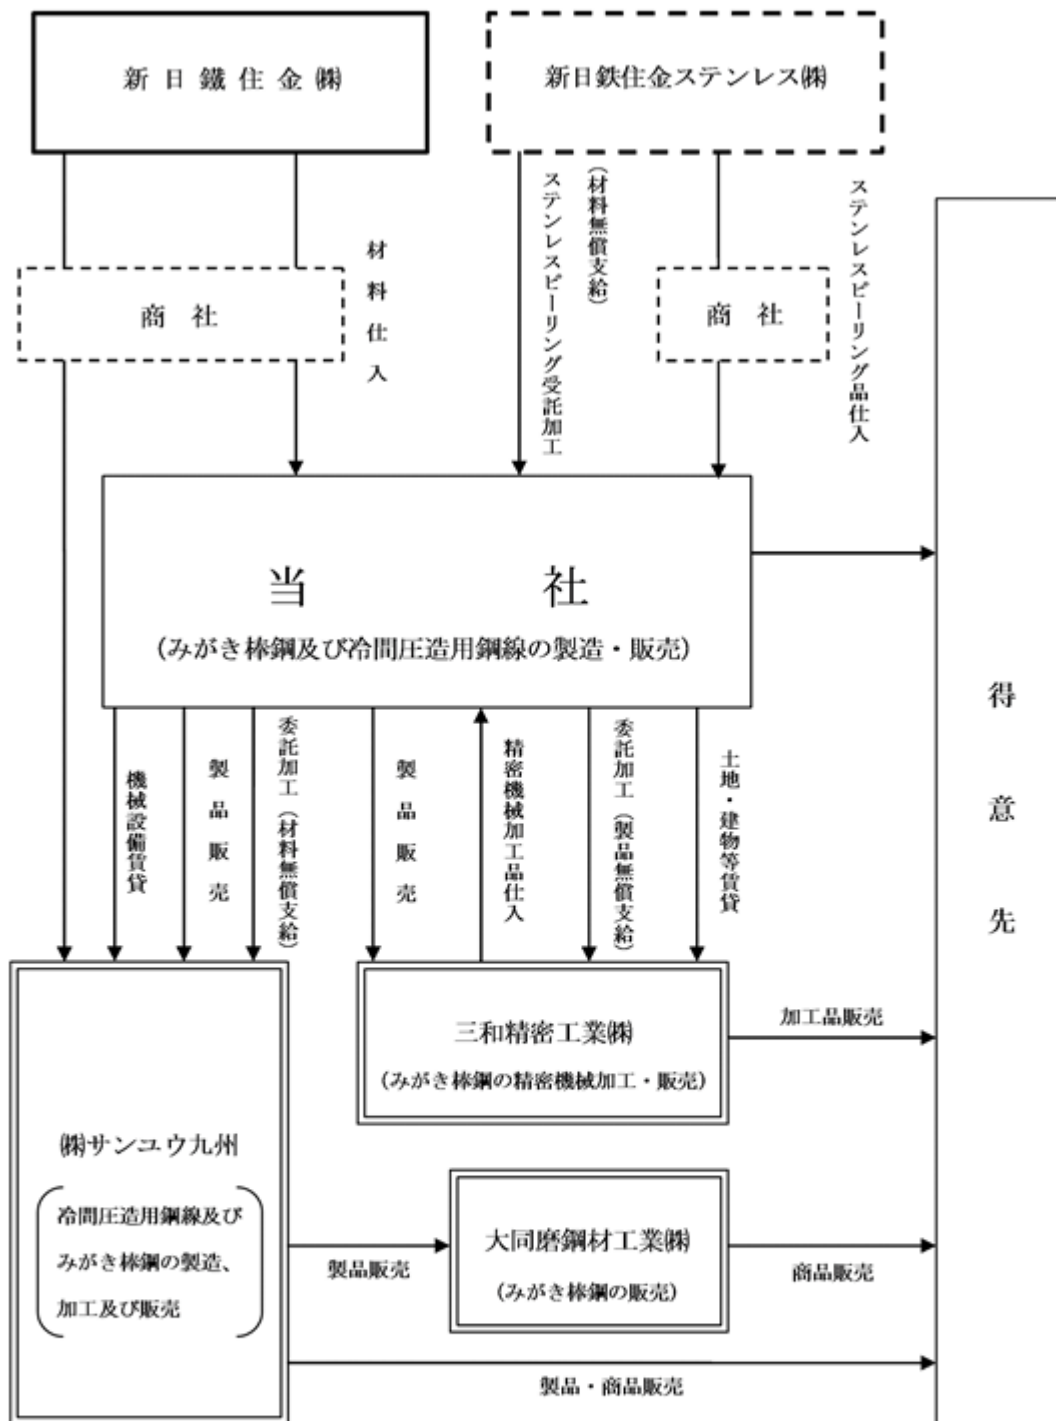 新日鐵住金㈱
新日鉄住金ステンレス㈱
材料仕入
ステンレスピーリング受託加工
(材料無償支給)
ステンレスピーリング品仕入
商社
商社
当社
(みがき棒鋼及び冷間圧造用鋼線の製造・販売)
得意先
機械設備賃貸
製品販売
委託加工(材料無償支給)
製品販売
精密機械加工品仕入
委託加工(製品無償支給)
土地・建物等賃貸
三和精密工業㈱
(みがき棒鋼の精密機械加工・販売)
加工品販売
㈱サンユウ九州
冷間圧造用鋼線及び
みがき棒鋼の製造、
加工及び販売
製品販売
大同磨鋼材工業㈱
(みがき棒鋼の販売)
商品販売
製品・商品販売